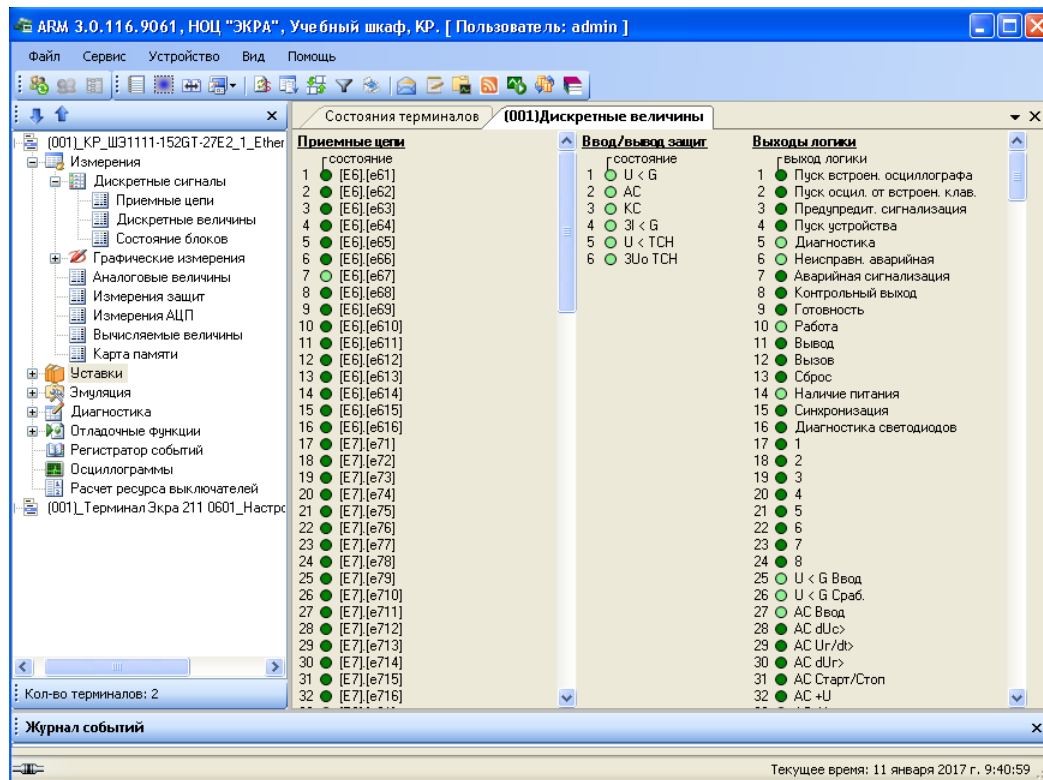 ARM 3.0.116.9061, НОЦ "ЭКРА", Учебный шкаф, КР. [ Пользователь: admin ]
Файл Сервис Устройство Вид Помощь
(001)_КР_ШЭ1111-152GT-27E2_1_Ether
Измерения
Дискретные сигналы
Приемные цепи
Дискретные величины
Состояние блоков
Графические измерения
Аналоговые величины
Измерения защит
Измерения АЦП
Вычисляемые величины
Карта памяти
Уставки
Эмуляция
Диагностика
Отладочные функции
Регистратор событий
Осциллограммы
Расчет ресурса выключателей
(001)_Терминал Экра 211 0601_Настро
Кол-во терминалов: 2
Состояния терминалов (001)Дискретные величины
Приемные цепи
состояние
1 [E6].[e61]
2 [E6].[e62]
3 [E6].[e63]
4 [E6].[e64]
5 [E6].[e65]
6 [E6].[e66]
7 [E6].[e67]
8 [E6].[e68]
9 [E6].[e69]
10 [E6].[e610]
11 [E6].[e611]
12 [E6].[e612]
13 [E6].[e613]
14 [E6].[e614]
15 [E6].[e615]
16 [E6].[e616]
17 [E7].[e71]
18 [E7].[e72]
19 [E7].[e73]
20 [E7].[e74]
21 [E7].[e75]
22 [E7].[e76]
23 [E7].[e77]
24 [E7].[e78]
25 [E7].[e79]
26 [E7].[e710]
27 [E7].[e711]
28 [E7].[e712]
29 [E7].[e713]
30 [E7].[e714]
31 [E7].[e715]
32 [E7].[e716]
Ввод/вывод защит
состояние
1 U < G
2 АС
3 КС
4 3I < G
5 U < ТСН
6 3Uo ТСН
Выходы логики
выход логики
1 Пуск встроен. осциллографа
2 Пуск осцил. от встроен. клав.
3 Предупредит. сигнализация
4 Пуск устройства
5 Диагностика
6 Неисправн. аварийная
7 Аварийная сигнализация
8 Контрольный выход
9 Готовность
10 Работа
11 Вывод
12 Вызов
13 Сброс
14 Наличие питания
15 Синхронизация
16 Диагностика светодиодов
17 1
18 2
19 3
20 4
21 5
22 6
23 7
24 8
25 U < G Ввод
26 U < G Сраб.
27 АС Ввод
28 АС dUc>
29 АС Uг/dt>
30 АС dUг>
31 АС Старт/Стоп
32 АС +U
Журнал событий
Текущее время: 11 января 2017 г. 9:40:59